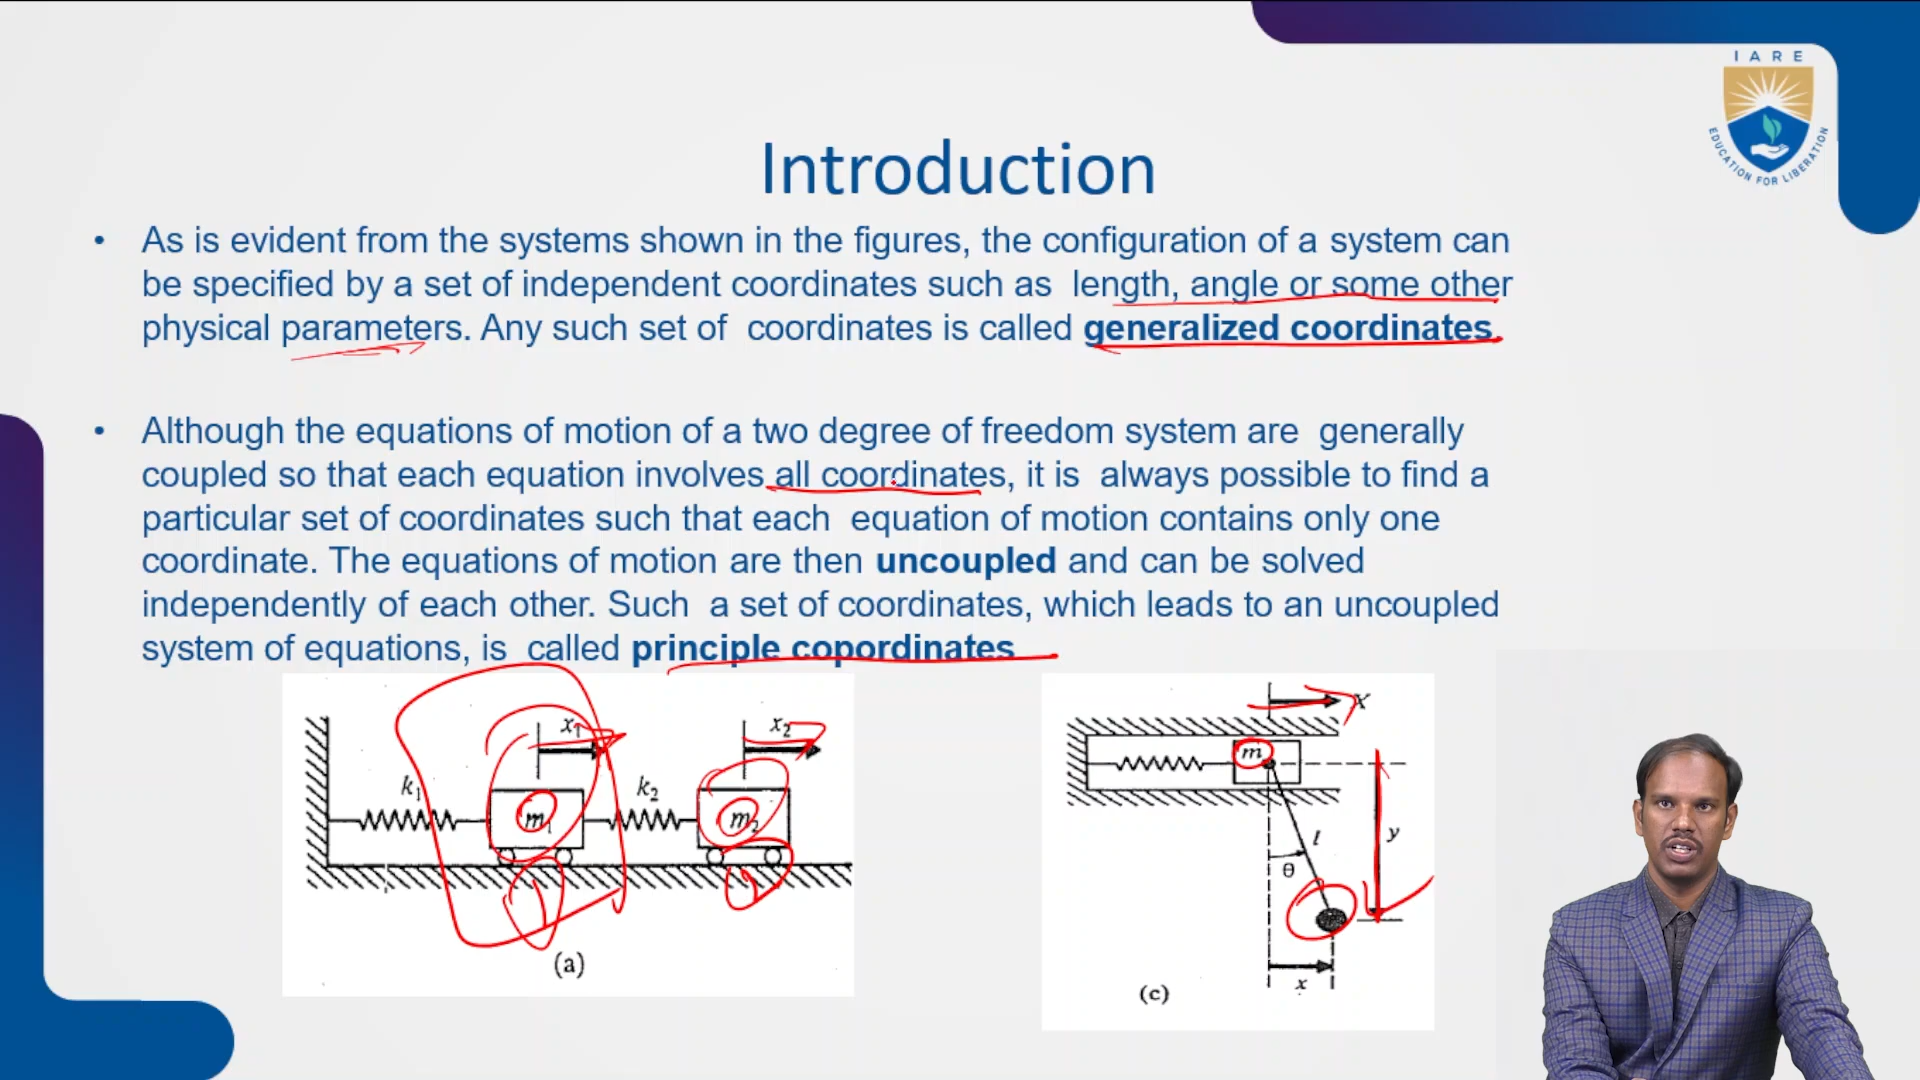 I A R E
EDUCATION FOR LIBERATION
Introduction
• As is evident from the systems shown in the figures, the configuration of a system can
be specified by a set of independent coordinates such as length, angle or some other
physical parameters. Any such set of coordinates is called generalized coordinates.
• Although the equations of motion of a two degree of freedom system are generally
coupled so that each equation involves all coordinates, it is always possible to find a
particular set of coordinates such that each equation of motion contains only one
coordinate. The equations of motion are then uncoupled and can be solved
independently of each other. Such a set of coordinates, which leads to an uncoupled
system of equations, is called principle copordinates
x1
x2
k1
k2
m1
m2
(a)
X
m
y
l
θ
x
(c)